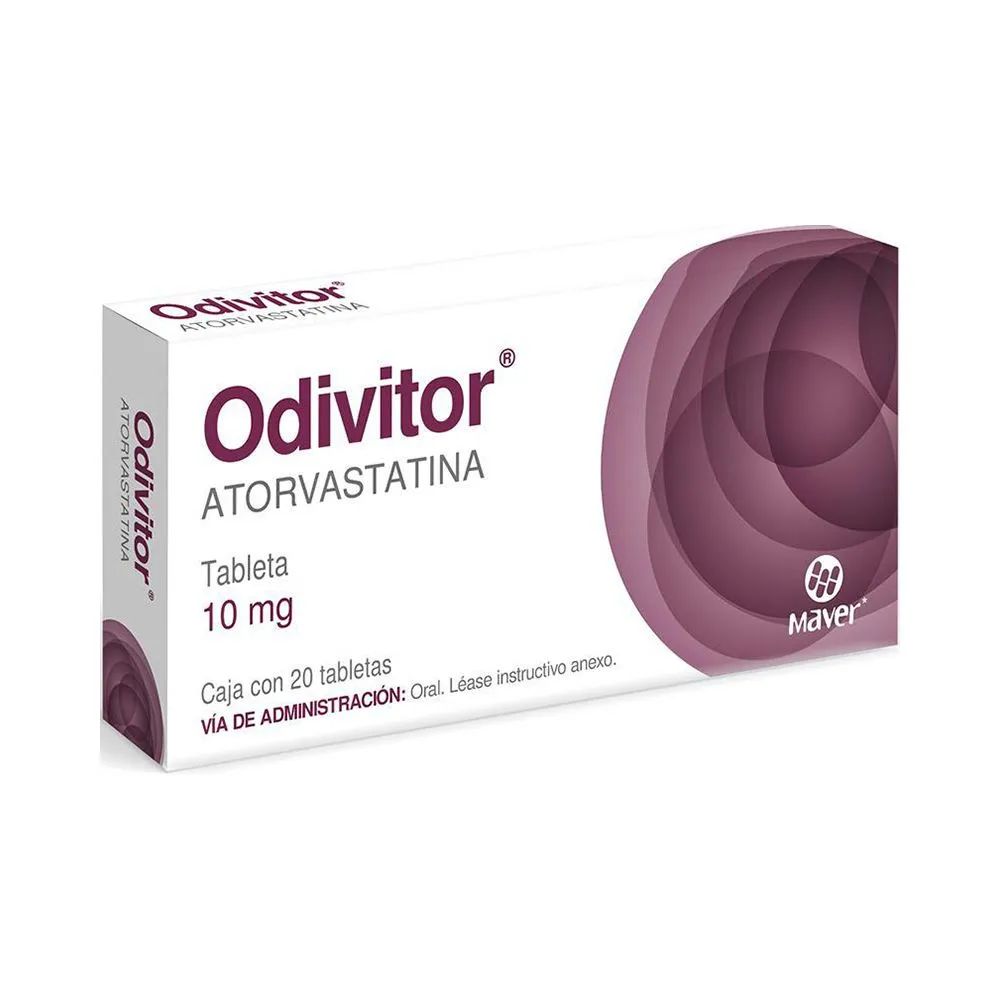 Odivitor®
ATORVASTATINA
Odivitor®
ATORVASTATINA
Odivitor®
ATORVASTATINA
Tableta
10 mg
Caja con 20 tabletas
VÍA DE ADMINISTRACIÓN: Oral. Léase instructivo anexo.
Maver*